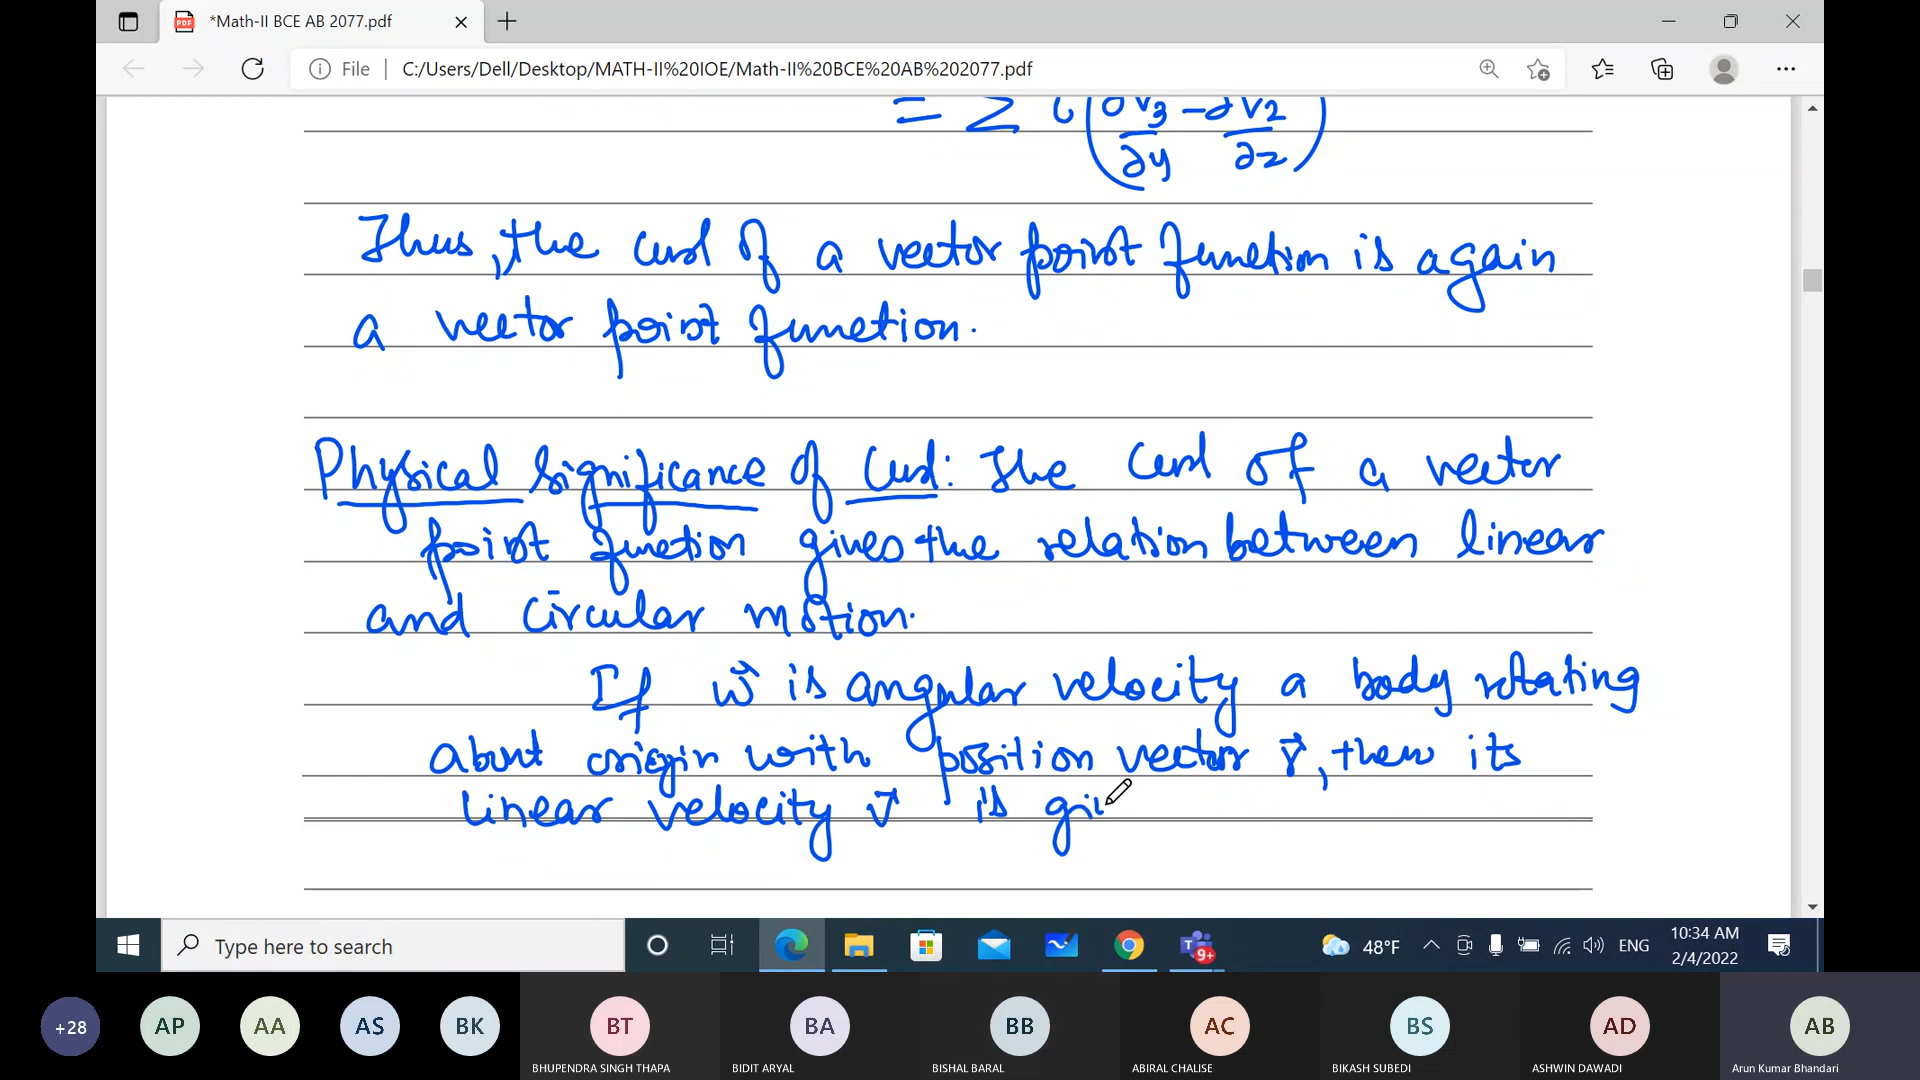 *Math-II BCE AB 2077.pdf
File
C:/Users/Dell/Desktop/MATH-II%20IOE/Math-II%20BCE%20AB%202077.pdf
= Σ i(∂V3/∂y - ∂V2/∂z)
Thus, the curl of a vector point function is again
a vector point function.
Physical significance of Curl: The Curl of a vector
point function gives the relation between linear
and circular motion.
If w⃗ is angular velocity a body rotating
about origin with position vector r⃗, then its
linear velocity v⃗ is gi
Type here to search
9+
48°F
ENG
10:34 AM
2/4/2022
+28
AP
AA
AS
BK
BT
BA
BB
AC
BS
AD
AB
BHUPENDRA SINGH THAPA
BIDIT ARYAL
BISHAL BARAL
ABIRAL CHALISE
BIKASH SUBEDI
ASHWIN DAWADI
Arun Kumar Bhandari